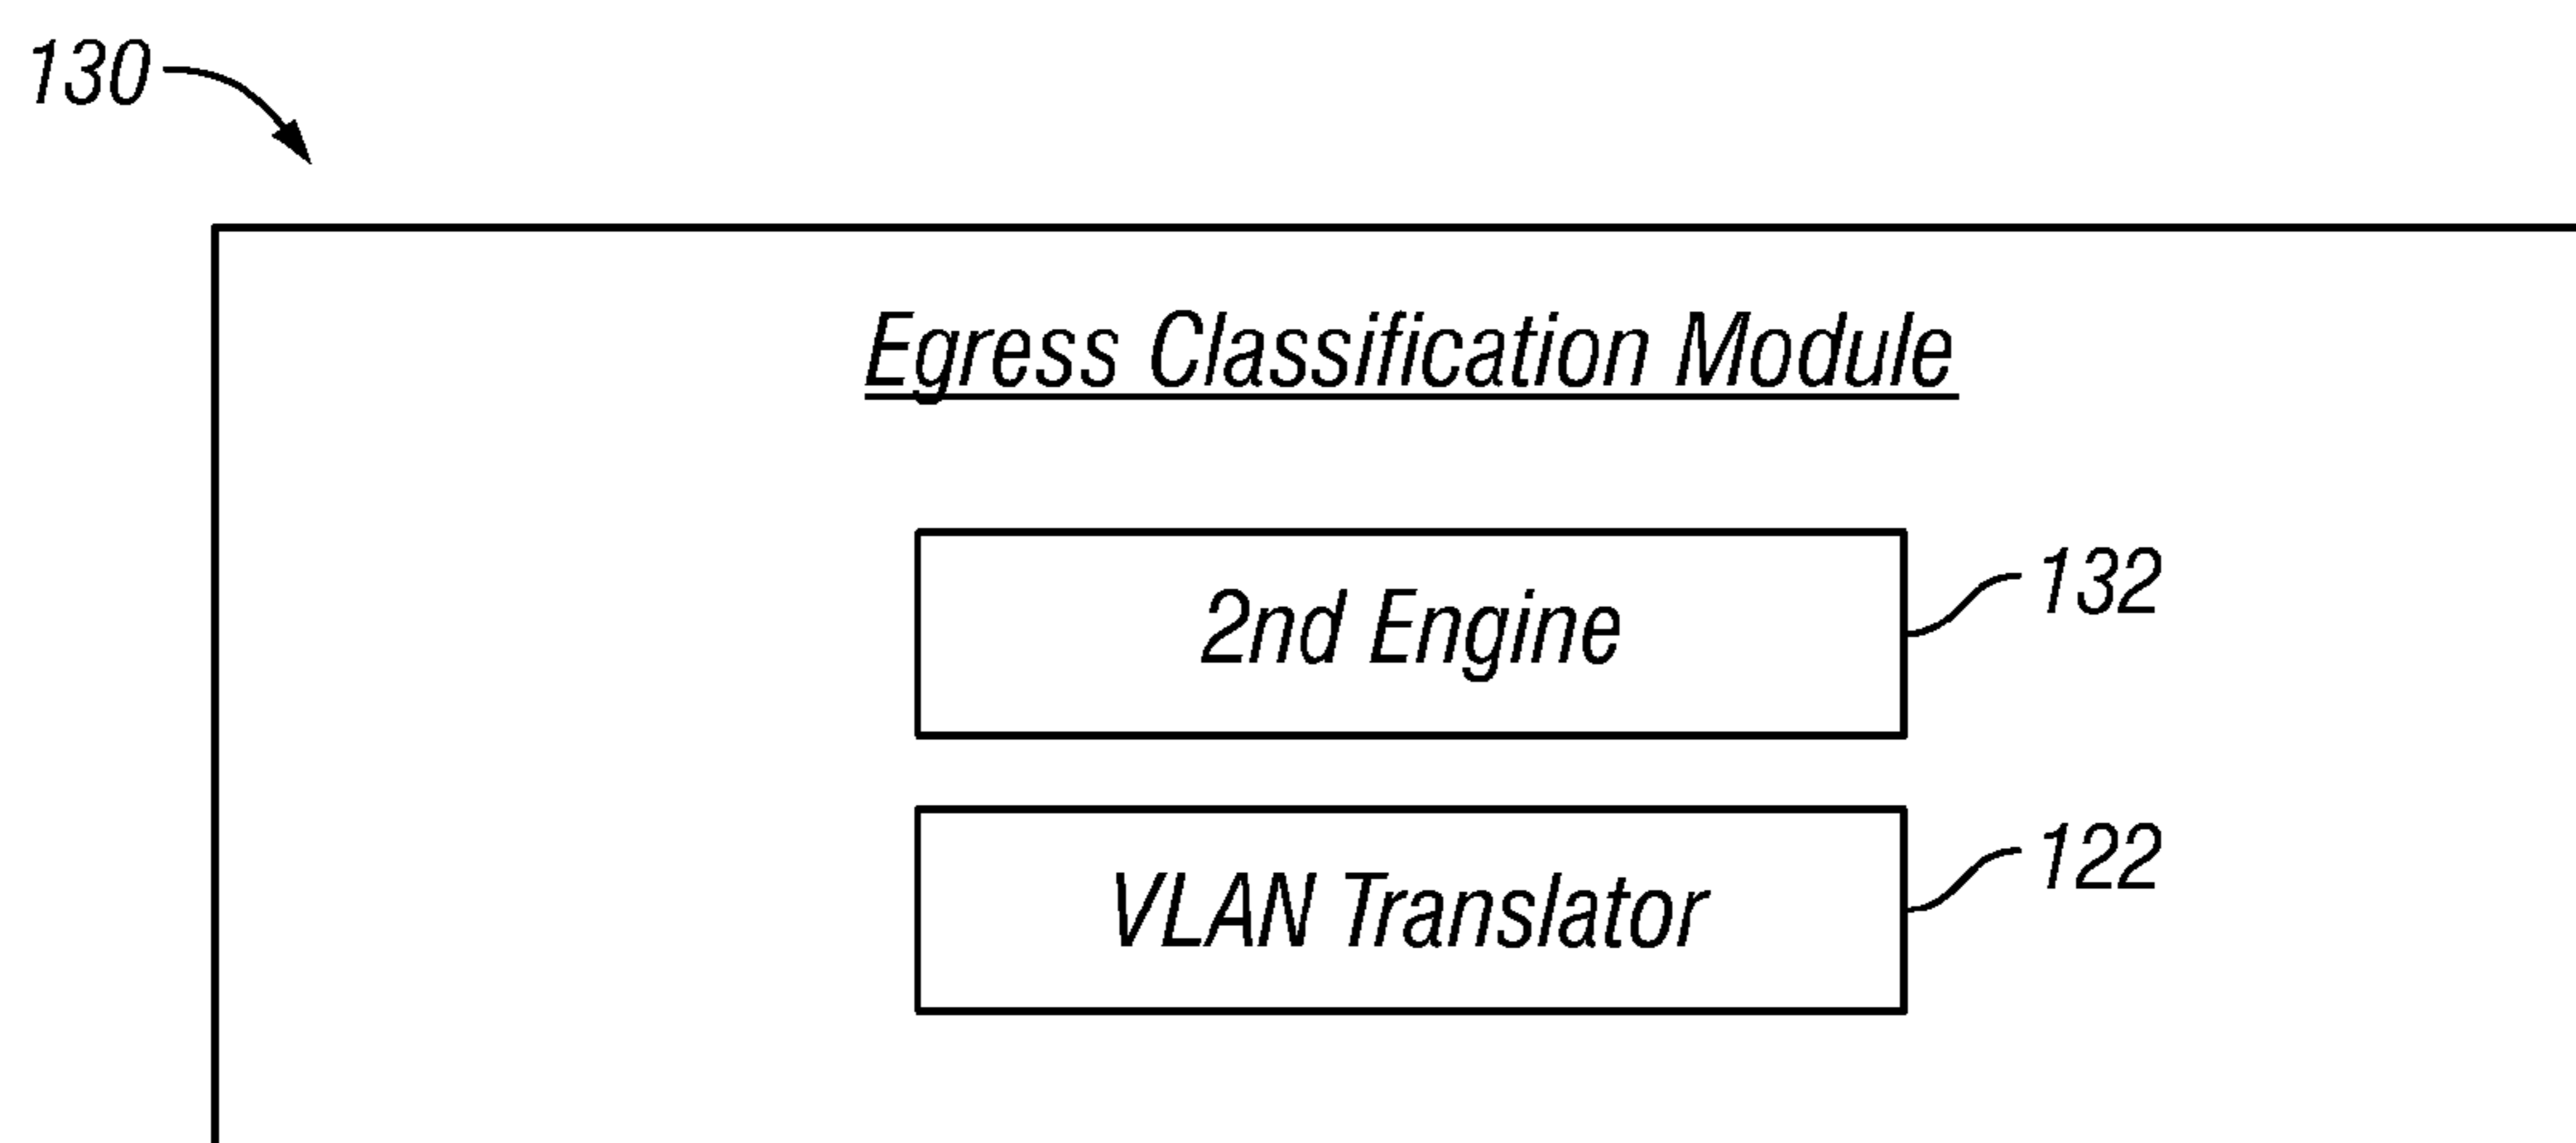 130
Egress Classification Module
2nd Engine
132
VLAN Translator
122